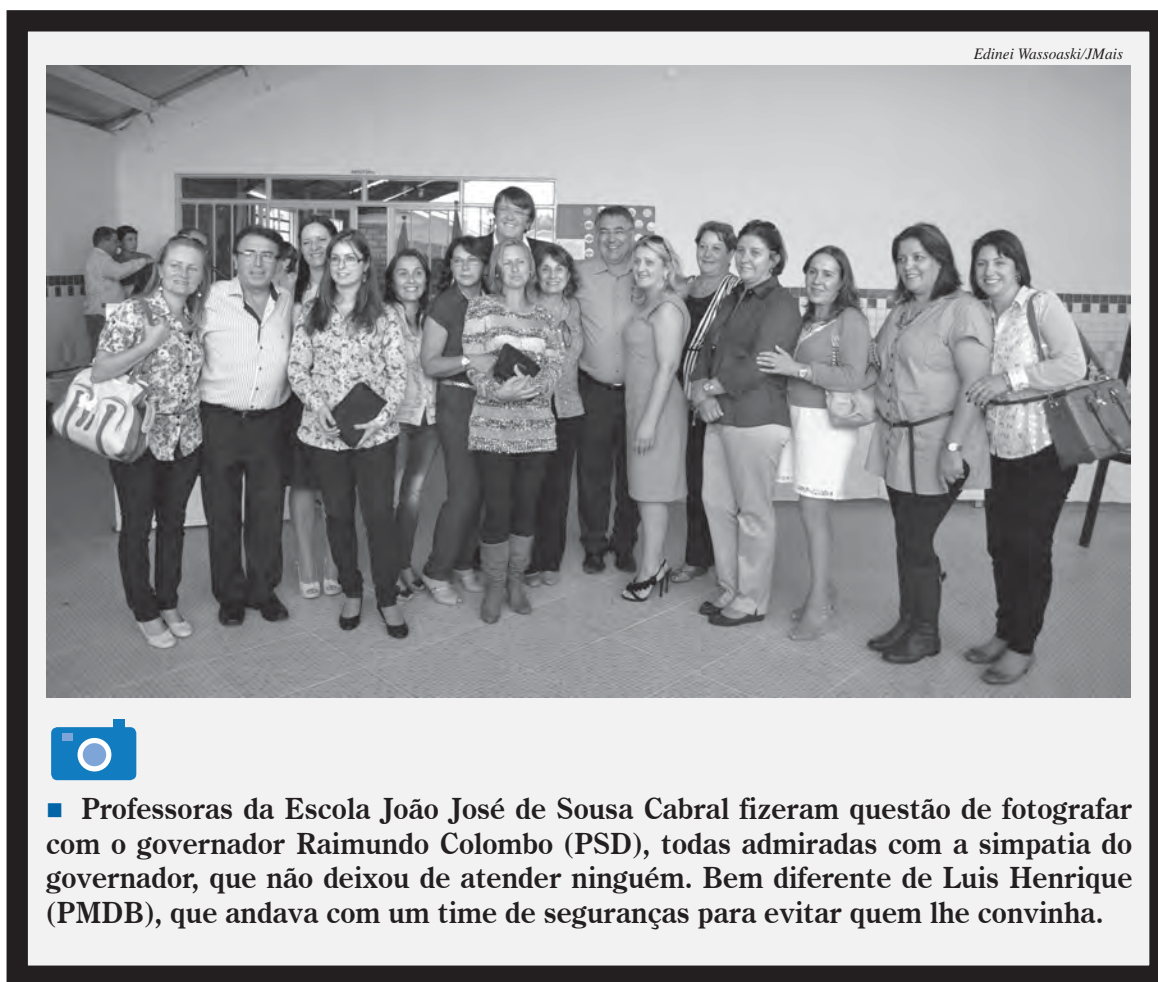 Edinei Wassoaski/JMais
■ Professoras da Escola João José de Sousa Cabral fizeram questão de fotografar
com o governador Raimundo Colombo (PSD), todas admiradas com a simpatia do
governador, que não deixou de atender ninguém. Bem diferente de Luis Henrique
(PMDB), que andava com um time de seguranças para evitar quem lhe convinha.